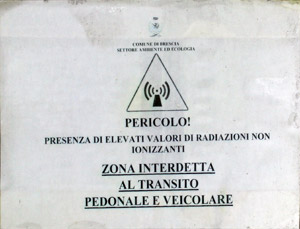 COMUNE DI BRESCIA
SETTORE AMBIENTE ED ECOLOGIA
PERICOLO!
PRESENZA DI ELEVATI VALORI DI RADIAZIONI NON
IONIZZANTI
ZONA INTERDETTA
AL TRANSITO
PEDONALE E VEICOLARE